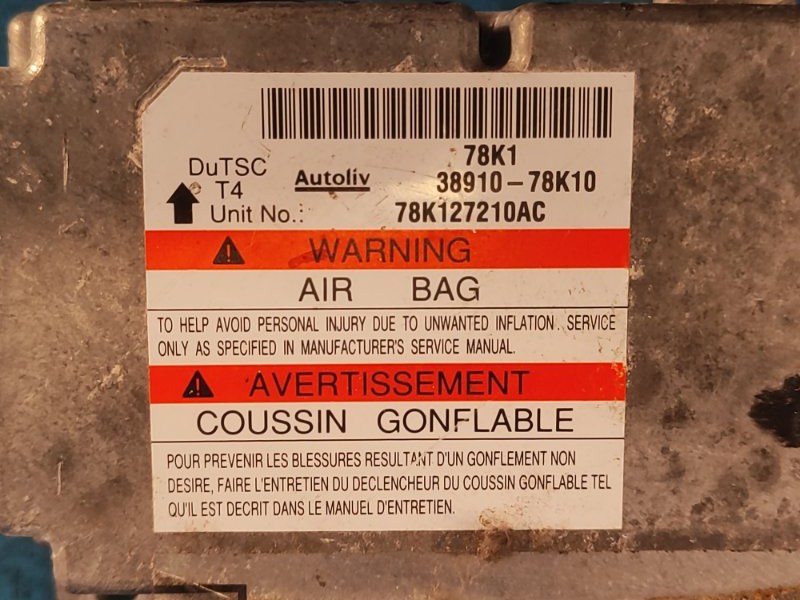 78K1
DuTSC Autoliv 38910-78K10
T4
Unit No.: 78K127210AC
WARNING
AIR BAG
TO HELP AVOID PERSONAL INJURY DUE TO UNWANTED INFLATION. SERVICE
ONLY AS SPECIFIED IN MANUFACTURER'S SERVICE MANUAL.
AVERTISSEMENT
COUSSIN GONFLABLE
POUR PREVENIR LES BLESSURES RESULTANT D'UN GONFLEMENT NON
DESIRE, FAIRE L'ENTRETIEN DU DECLENCHEUR DU COUSSIN GONFLABLE TEL
QU'IL EST DECRIT DANS LE MANUEL D'ENTRETIEN.